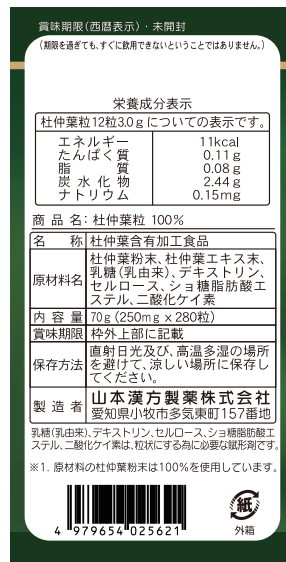 賞味期限(西暦表示)・未開封
(期限を過ぎても、すぐに飲用できないということではありません。)
栄養成分表示
杜仲葉粒12粒3.0gについての表示です。
エネルギー 11kcal
たんぱく質 0.11g
脂質 0.08g
炭水化物 2.44g
ナトリウム 0.15mg
商品名:杜仲葉粒 100%
名称 杜仲葉含有加工食品
原材料名 杜仲葉粉末、杜仲葉エキス末、
乳糖(乳由来)、デキストリン、
セルロース、ショ糖脂肪酸エ
ステル、二酸化ケイ素
内容量 70g(250mg×280粒)
賞味期限 枠外上部に記載
保存方法 直射日光及び、高温多湿の場所
を避けて、涼しい場所に保存し
てください。
製造者 山本漢方製薬株式会社
愛知県小牧市多気東町157番地
乳糖(乳由来)、デキストリン、セルロース、ショ糖脂肪酸エ
ステル、二酸化ケイ素は、粒状にする為に必要な賦形剤です。
※1. 原材料の杜仲葉粉末は100%を使用しています。
4 979654 025621
紙
外箱